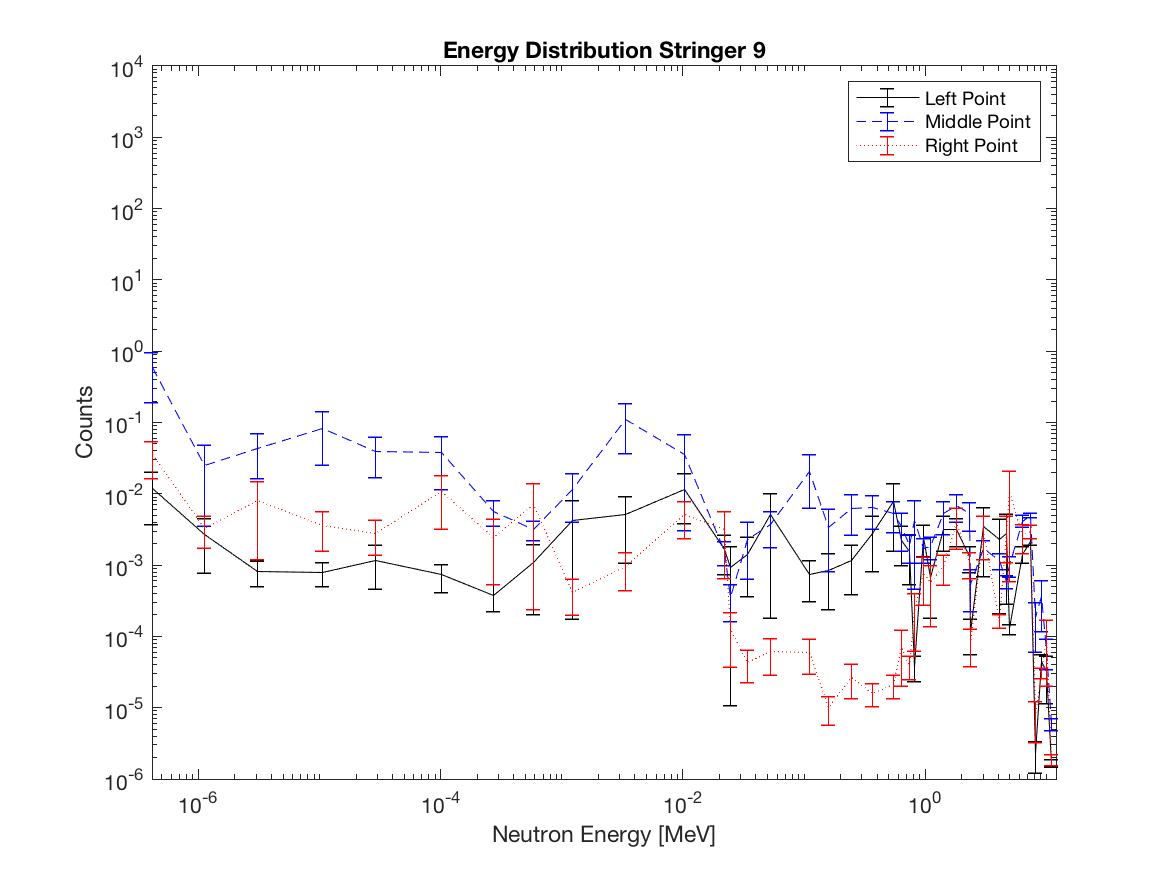 Energy Distribution Stringer 9
10^4
10^3
10^2
10^1
10^0
10^-1
10^-2
10^-3
10^-4
10^-5
10^-6
Counts
Left Point
Middle Point
Right Point
10^-6 10^-4 10^-2 10^0
Neutron Energy [MeV]